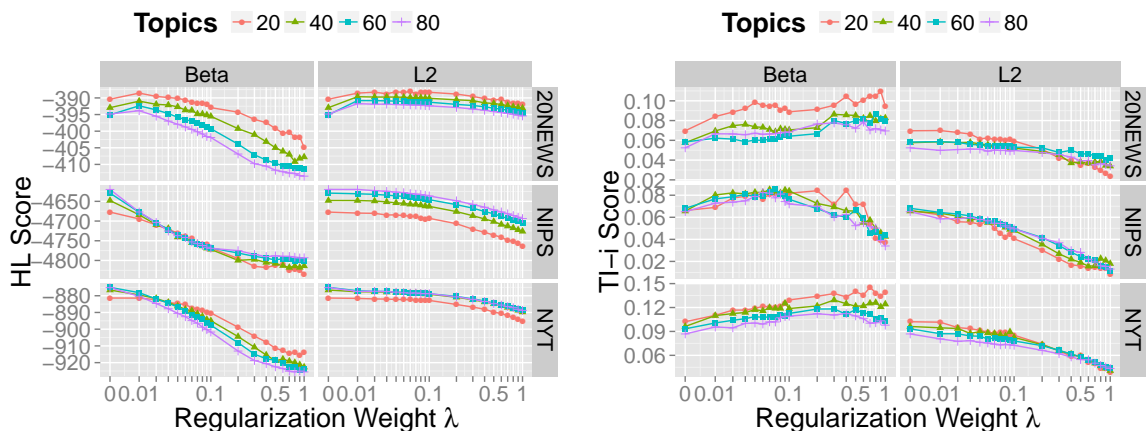 Topics 20 40 60 80
Beta L2
HL Score
−390
−395
−400
−405
−410
20NEWS
−4650
−4700
−4750
−4800
NIPS
−880
−890
−900
−910
−920
NYT
0 0.01 0.1 0.5 1 0 0.01 0.1 0.5 1
Regularization Weight λ
Topics 20 40 60 80
Beta L2
TI−i Score
0.10
0.08
0.06
0.04
0.02
20NEWS
0.08
0.06
0.04
0.02
NIPS
0.15
0.12
0.09
0.06
NYT
0 0.01 0.1 0.5 1 0 0.01 0.1 0.5 1
Regularization Weight λ